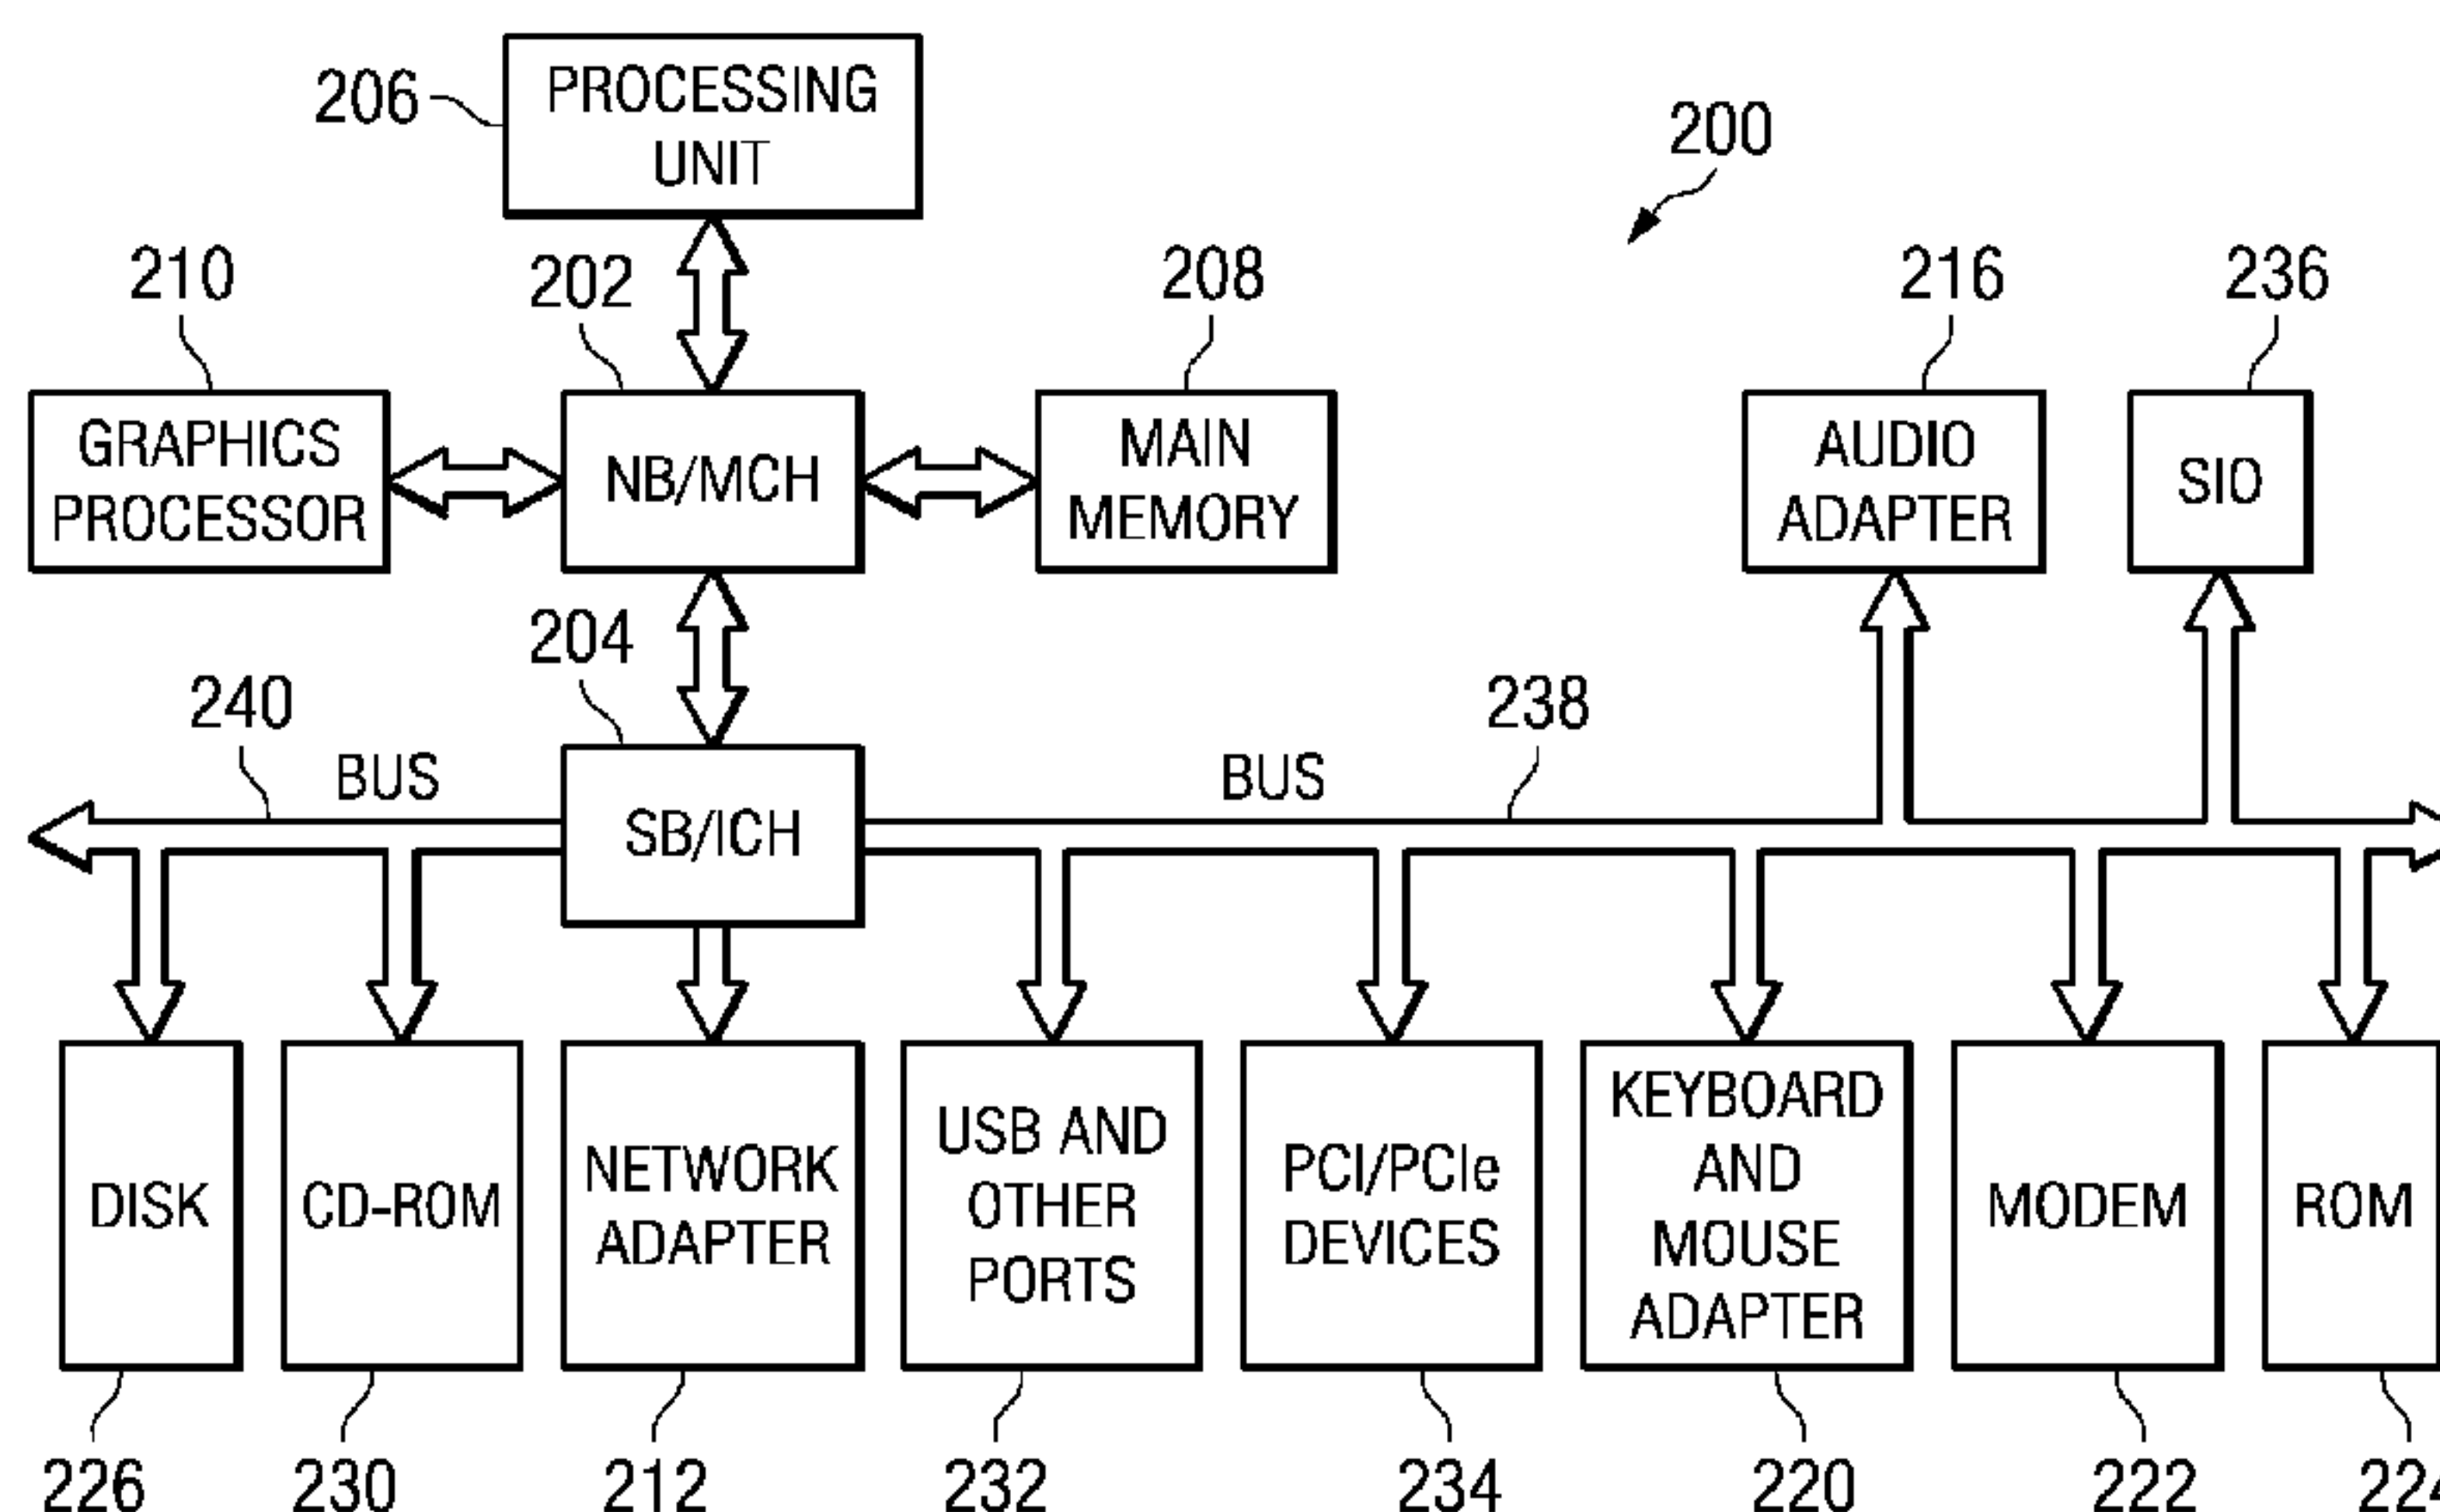 206
PROCESSING
UNIT
200
210
202
208
216
236
GRAPHICS
PROCESSOR
NB/MCH
MAIN
MEMORY
AUDIO
ADAPTER
SIO
204
240
BUS
SB/ICH
BUS
238
DISK
CD-ROM
NETWORK
ADAPTER
USB AND
OTHER
PORTS
PCI/PCIe
DEVICES
KEYBOARD
AND
MOUSE
ADAPTER
MODEM
ROM
226
230
212
232
234
220
222
224